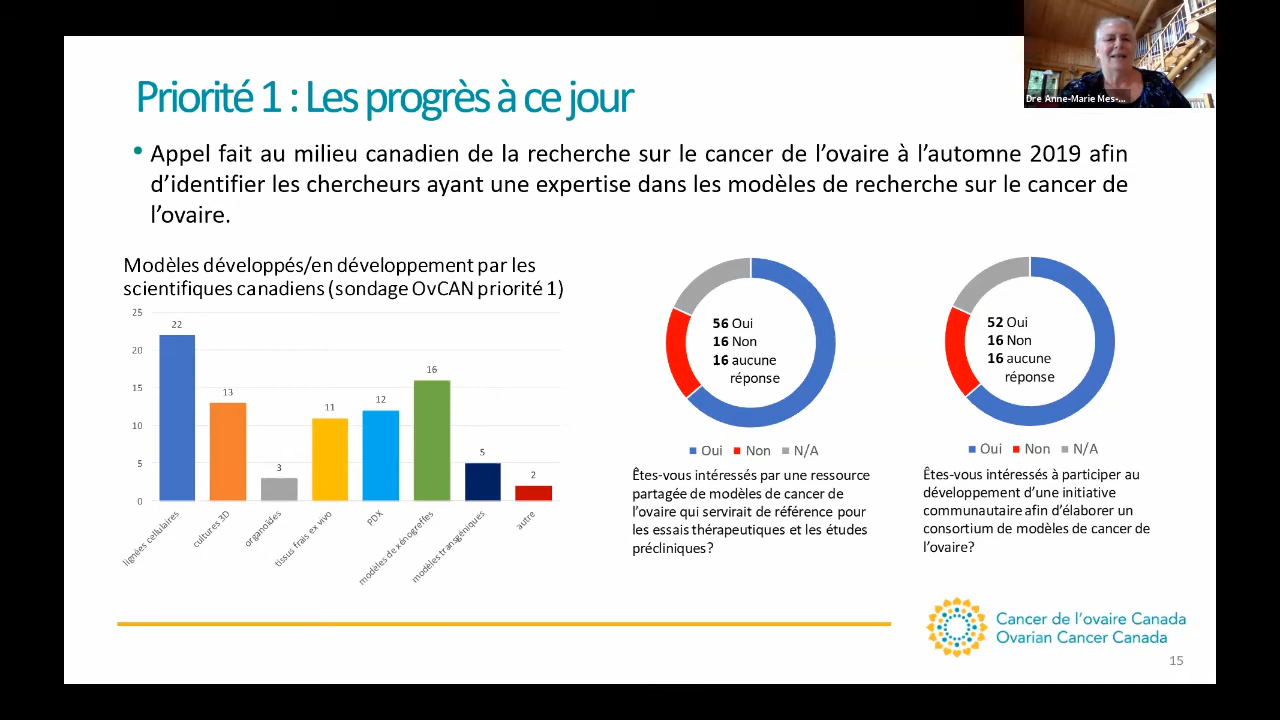 Dre Anne-Marie Mes-...
Priorité 1 : Les progrès à ce jour
• Appel fait au milieu canadien de la recherche sur le cancer de l’ovaire à l’automne 2019 afin
d’identifier les chercheurs ayant une expertise dans les modèles de recherche sur le cancer de
l’ovaire.
Modèles développés/en développement par les
scientifiques canadiens (sondage OvCAN priorité 1)
25
20
15
10
5
0
22
13
3
11
12
16
5
2
lignées cellulaires
cultures 3D
organoïdes
tissus frais ex vivo
PDX
modèles de xénogreffes
modèles transgéniques
autre
56 Oui
16 Non
16 aucune
réponse
Oui Non N/A
Êtes-vous intéressés par une ressource
partagée de modèles de cancer de
l’ovaire qui servirait de référence pour
les essais thérapeutiques et les études
précliniques?
52 Oui
16 Non
16 aucune
réponse
Oui Non N/A
Êtes-vous intéressés à participer au
développement d’une initiative
communautaire afin d’élaborer un
consortium de modèles de cancer de
l’ovaire?
Cancer de l’ovaire Canada
Ovarian Cancer Canada
15